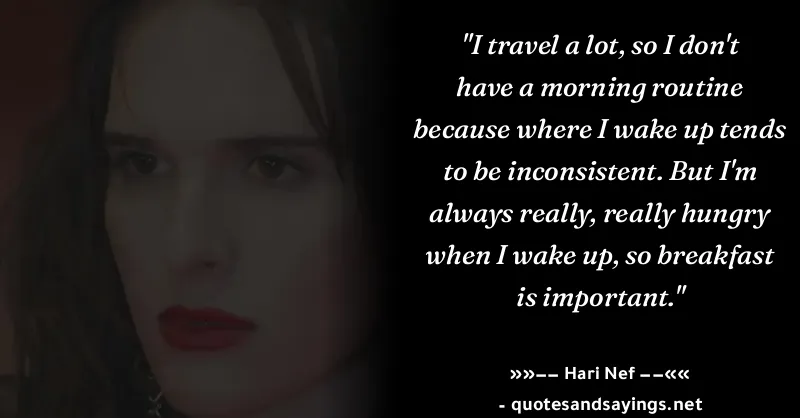 "I travel a lot, so I don't
have a morning routine
because where I wake up tends
to be inconsistent. But I'm
always really, really hungry
when I wake up, so breakfast
is important."
»»−− Hari Nef −−««
- quotesandsayings.net